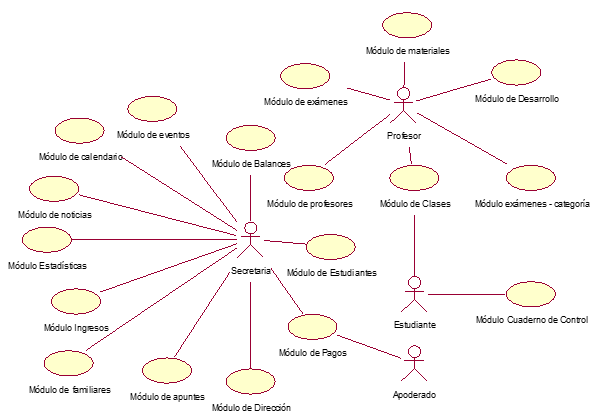 Módulo de materiales
Módulo de exámenes
Módulo de Desarrollo
Módulo de eventos
Profesor
Módulo de calendario
Módulo de Balances
Módulo de profesores
Módulo de Clases
Módulo exámenes - categoría
Módulo de noticias
Módulo Estadísticas
Secretaria
Módulo de Estudiantes
Módulo Ingresos
Estudiante
Módulo Cuaderno de Control
Módulo de Pagos
Módulo de familiares
Módulo de apuntes
Módulo de Dirección
Apoderado